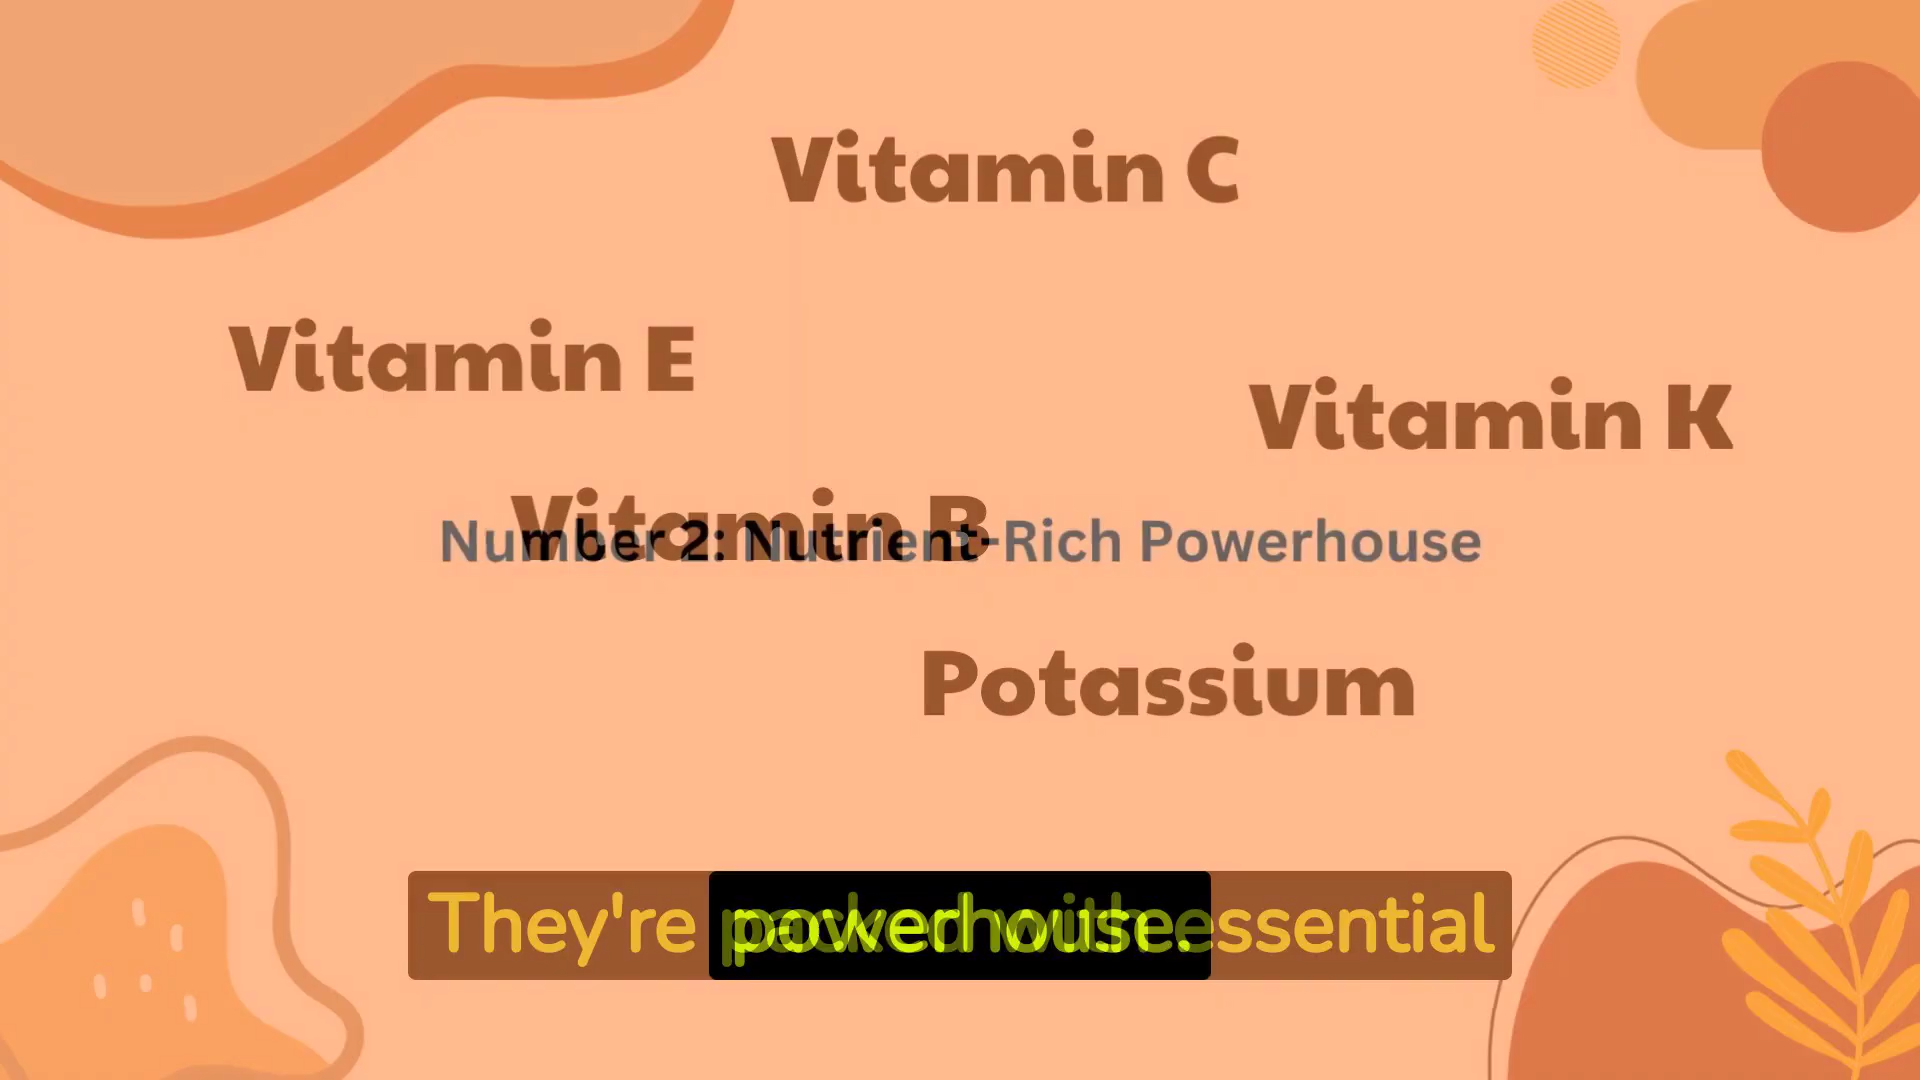 Vitamin C
Vitamin E
Vitamin K
Vitamin B
Number 2: Nutrient-Rich Powerhouse
Potassium
They're packed with essential
powerhouse.